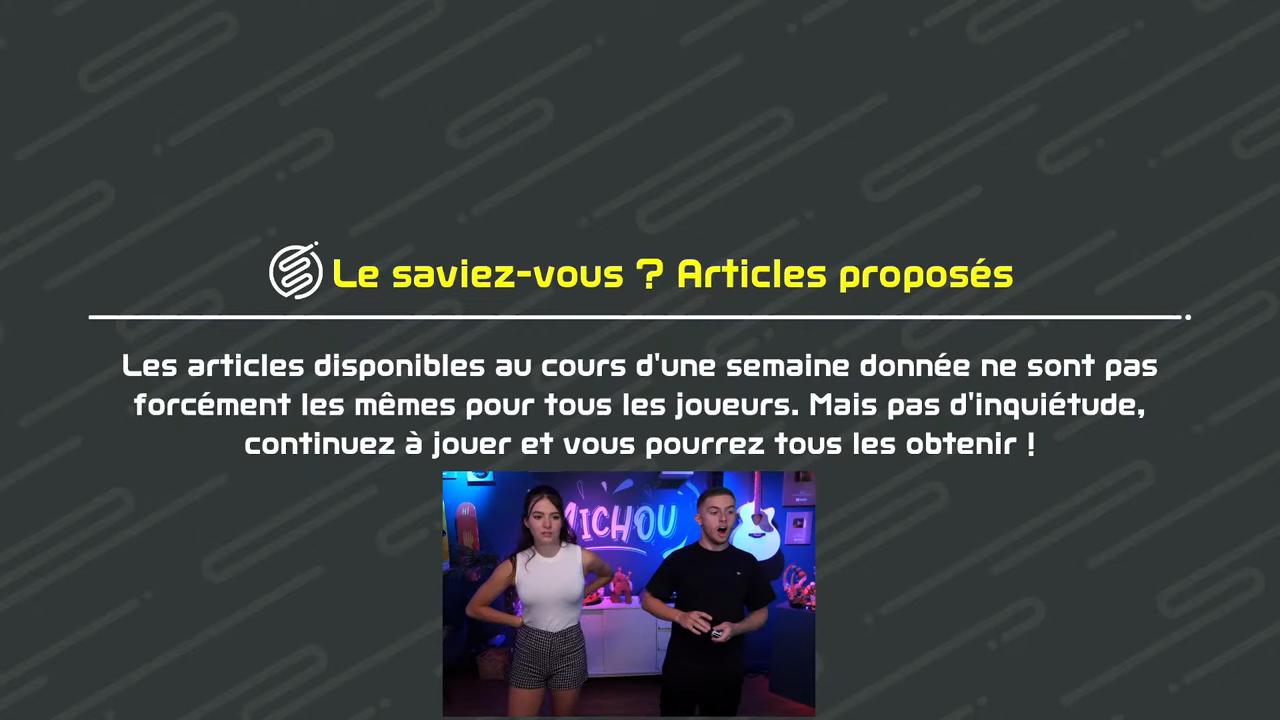 Le saviez-vous ? Articles proposés
Les articles disponibles au cours d'une semaine donnée ne sont pas
forcément les mêmes pour tous les joueurs. Mais pas d'inquiétude,
continuez à jouer et vous pourrez tous les obtenir !
MICHOU